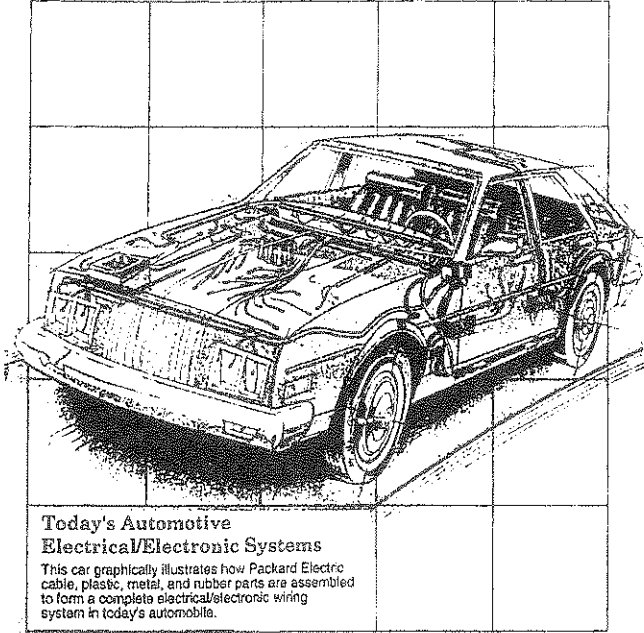 Today's Automotive
Electrical/Electronic Systems
This car graphically illustrates how Packard Electric
cable, plastic, metal, and rubber parts are assembled
to form a complete electrical/electronic wiring
system in today's automobile.